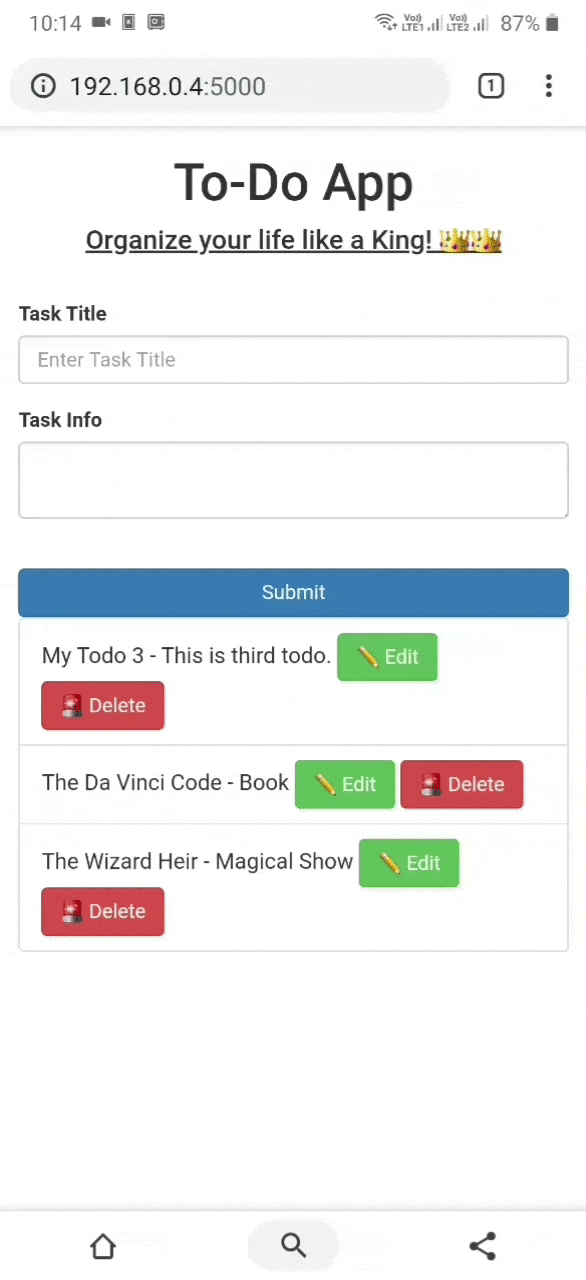 10:14 Vo)) LTE1 Vo)) LTE2 87%
192.168.0.4:5000 1
To-Do App
Organize your life like a King! 👑👑
Task Title
Enter Task Title
Task Info
Submit
My Todo 3 - This is third todo. ✏️ Edit
🚨 Delete
The Da Vinci Code - Book ✏️ Edit 🚨 Delete
The Wizard Heir - Magical Show ✏️ Edit
🚨 Delete